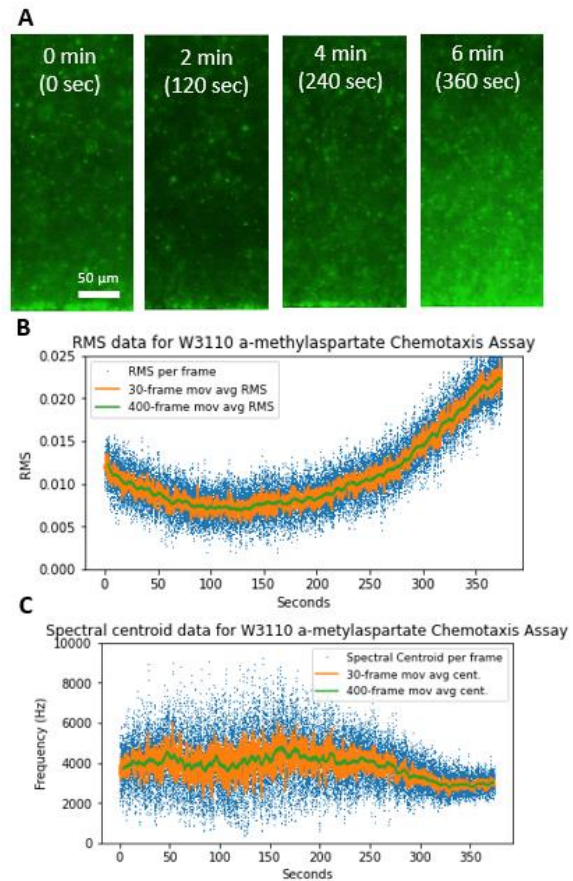 A
0 min
(0 sec)
2 min
(120 sec)
4 min
(240 sec)
6 min
(360 sec)
50 µm
B
RMS data for W3110 a-methylaspartate Chemotaxis Assay
RMS per frame
30-frame mov avg RMS
400-frame mov avg RMS
RMS
0.025
0.020
0.015
0.010
0.005
0.000
0 50 100 150 200 250 300 350
Seconds
C
Spectral centroid data for W3110 a-metylaspartate Chemotaxis Assay
Spectral Centroid per frame
30-frame mov avg cent.
400-frame mov avg cent.
Frequency (Hz)
10000
8000
6000
4000
2000
0
0 50 100 150 200 250 300 350
Seconds